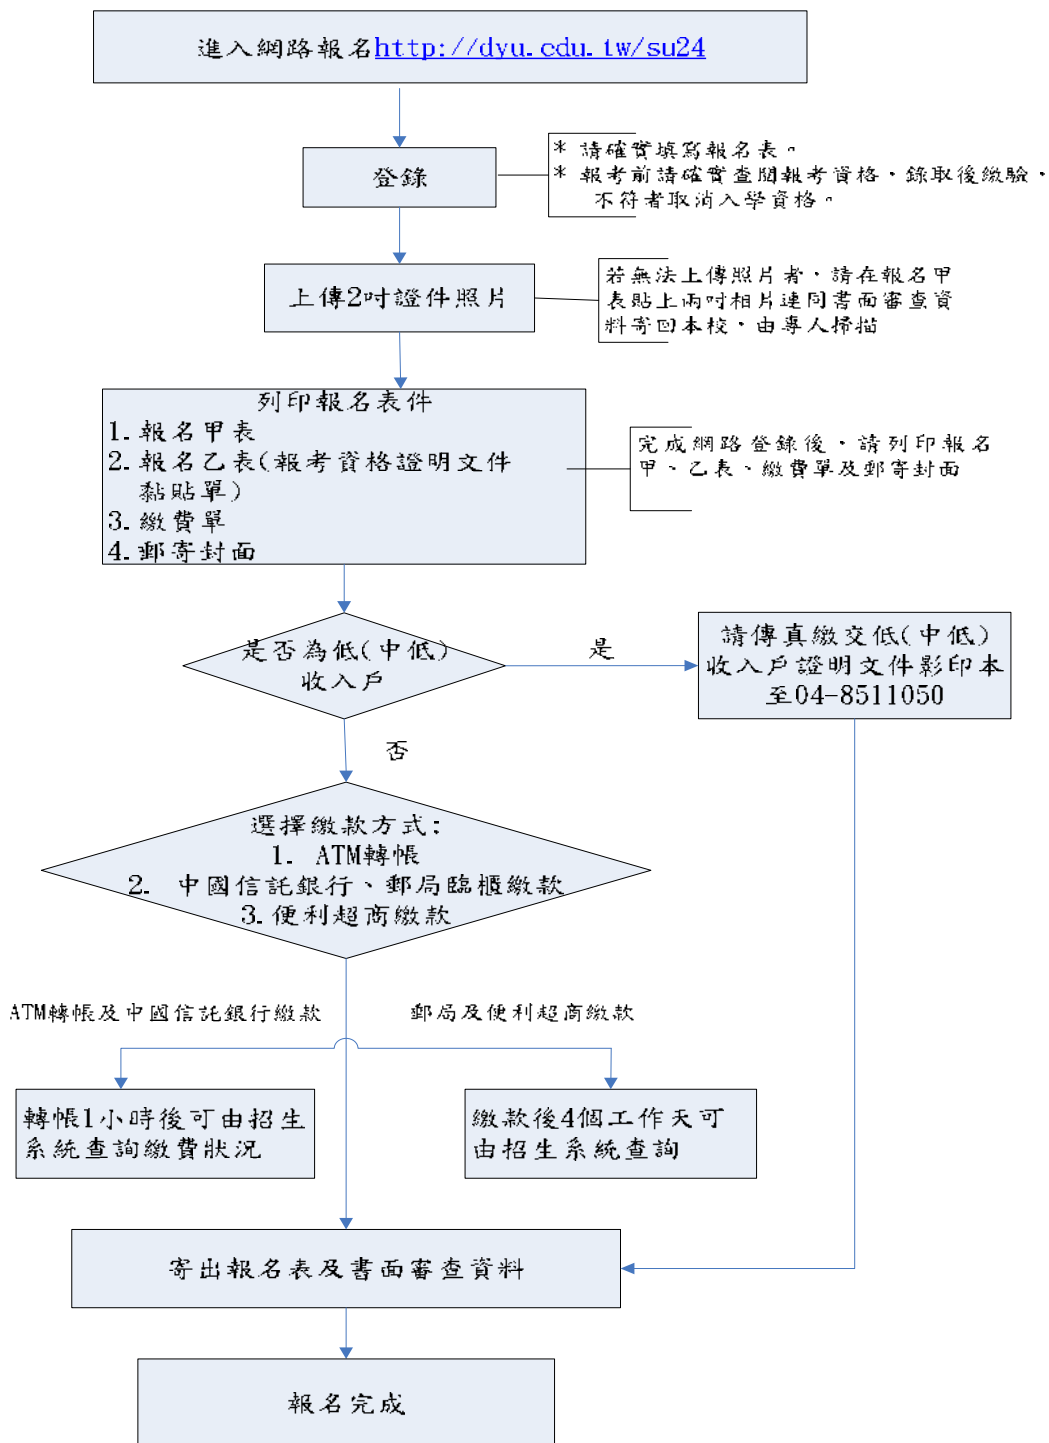 進入網路報名http://dyu.edu.tw/su24
登錄
* 請確實填寫報名表。
* 報考前請確實查閱報考資格，錄取後繳驗，
不符者取消入學資格。
上傳2吋證件照片
若無法上傳照片者，請在報名甲
表貼上兩吋相片連同書面審查資
料寄回本校，由專人掃描
列印報名表件
1. 報名甲表
2. 報名乙表(報考資格證明文件
黏貼單)
3. 繳費單
4. 郵寄封面
完成網路登錄後，請列印報名
甲、乙表、繳費單及郵寄封面
是否為低(中低)
收入戶
是
請傳真繳交低(中低)
收入戶證明文件影印本
至04-8511050
否
選擇繳款方式:
1. ATM轉帳
2. 中國信託銀行、郵局臨櫃繳款
3. 便利超商繳款
ATM轉帳及中國信託銀行繳款
郵局及便利超商繳款
轉帳1小時後可由招生
系統查詢繳費狀況
繳款後4個工作天可
由招生系統查詢
寄出報名表及書面審查資料
報名完成